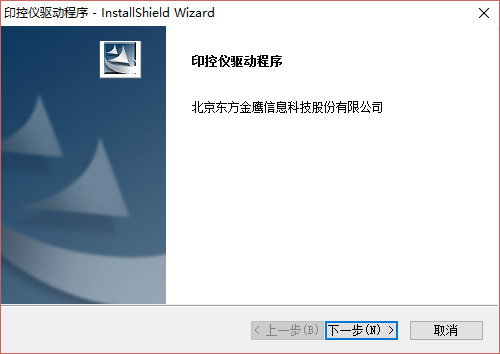 印控仪驱动程序 - InstallShield Wizard
印控仪驱动程序
北京东方金鹰信息科技股份有限公司
< 上一步(B) 下一步(N) > 取消